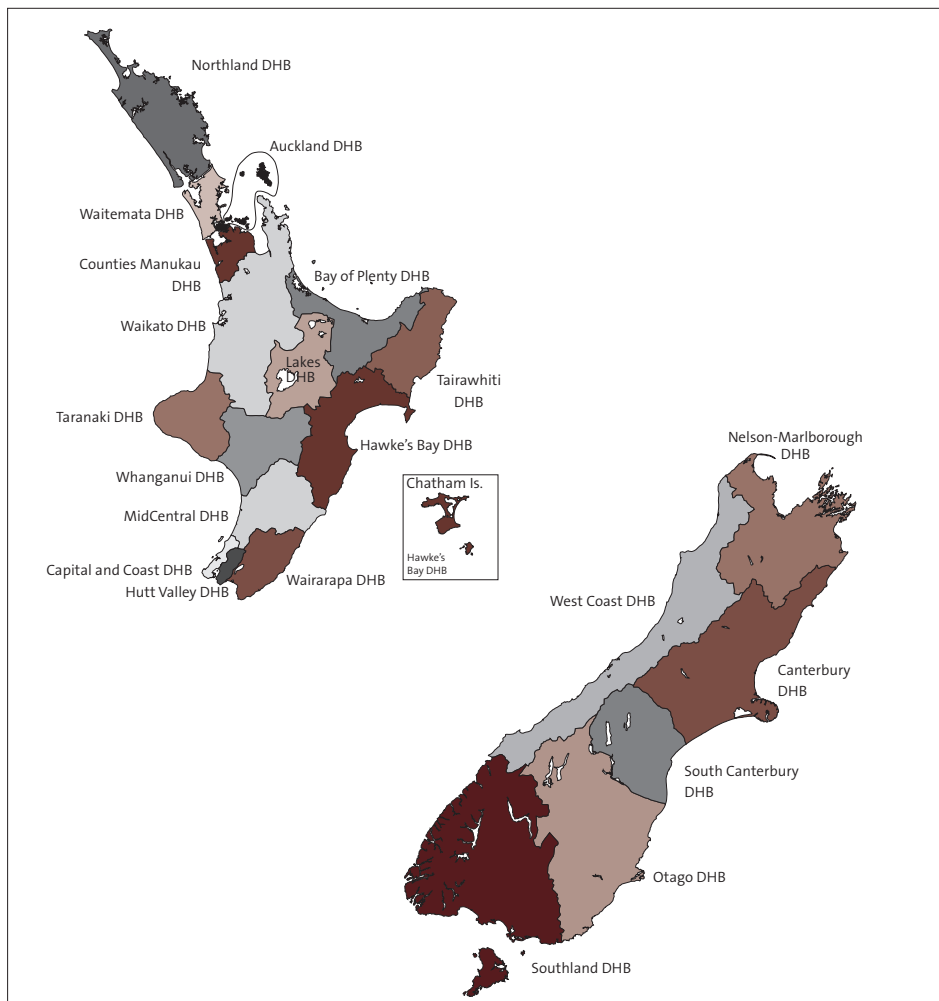 Northland DHB
Auckland DHB
Waitemata DHB
Counties Manukau
DHB
Bay of Plenty DHB
Waikato DHB
Lakes
DHB
Tairawhiti
DHB
Taranaki DHB
Hawke's Bay DHB
Nelson-Marlborough
DHB
Whanganui DHB
Chatham Is.
MidCentral DHB
Hawke's
Bay DHB
Capital and Coast DHB
Wairarapa DHB
Hutt Valley DHB
West Coast DHB
Canterbury
DHB
South Canterbury
DHB
Otago DHB
Southland DHB